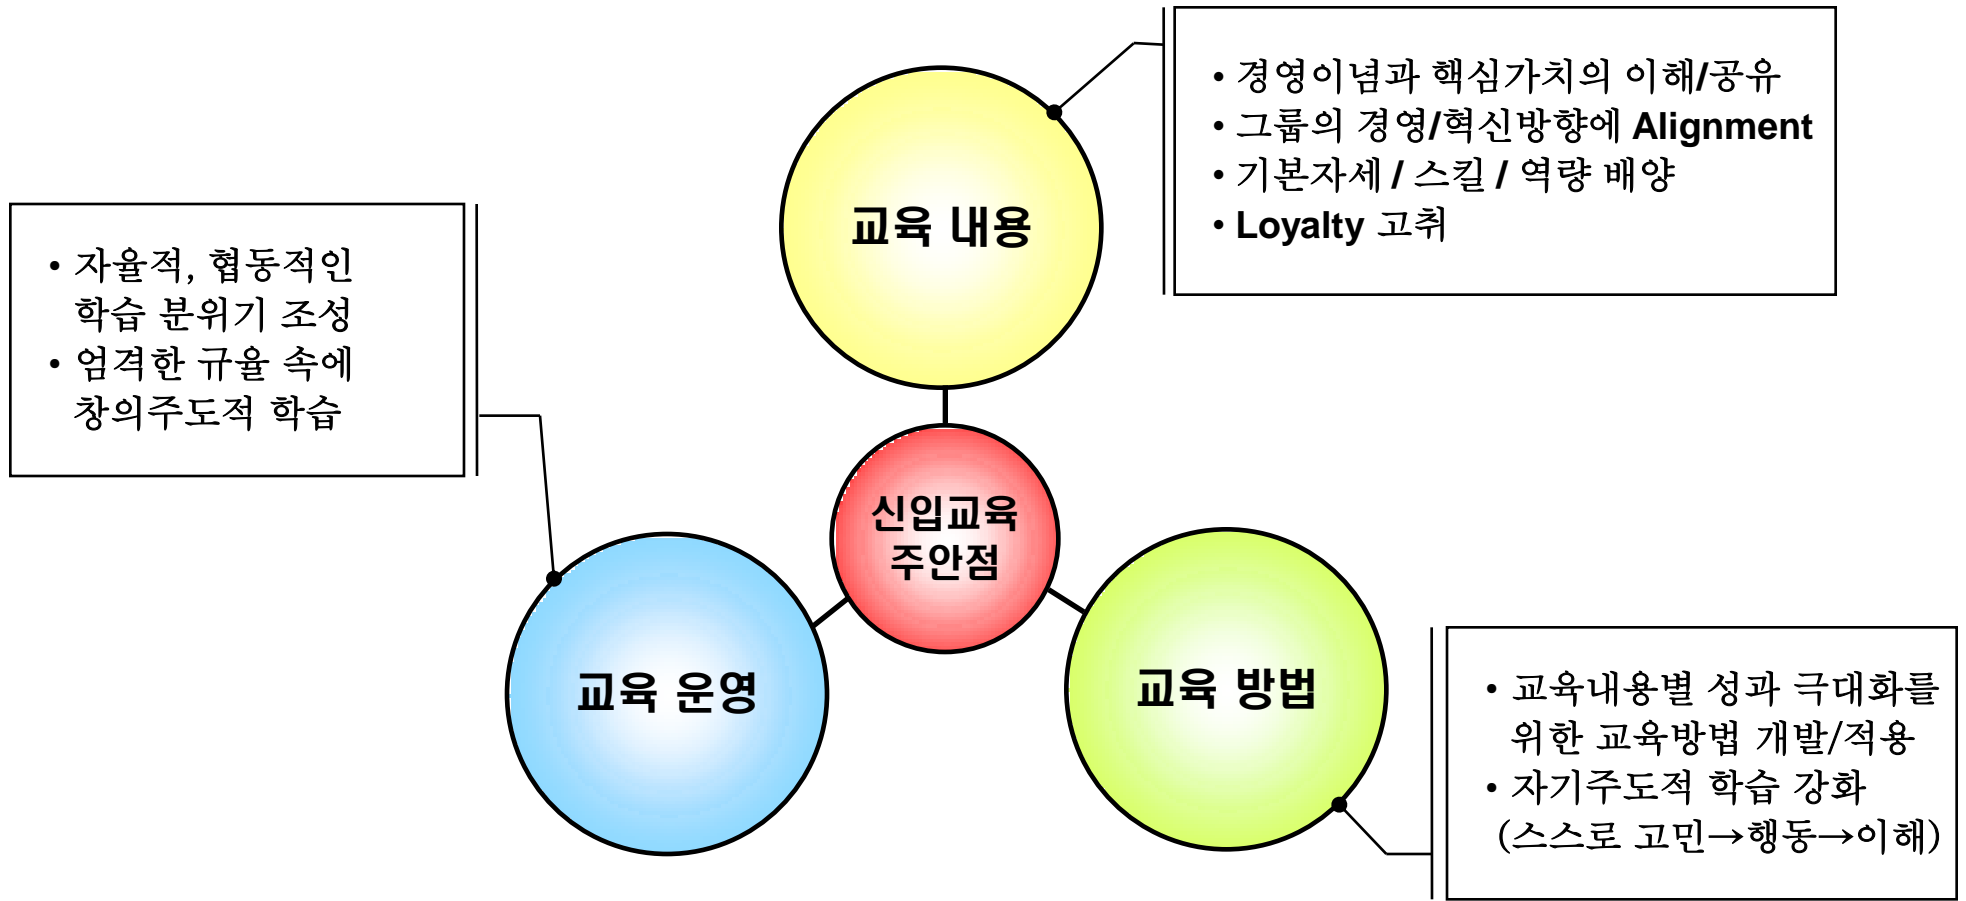 • 경영이념과 핵심가치의 이해/공유
• 그룹의 경영/혁신방향에 Alignment
• 기본자세 / 스킬 / 역량 배양
• Loyalty 고취
교육 내용
• 자율적, 협동적인
학습 분위기 조성
• 엄격한 규율 속에
창의주도적 학습
신입교육
주안점
교육 운영
교육 방법
• 교육내용별 성과 극대화를
위한 교육방법 개발/적용
• 자기주도적 학습 강화
(스스로 고민→행동→이해)